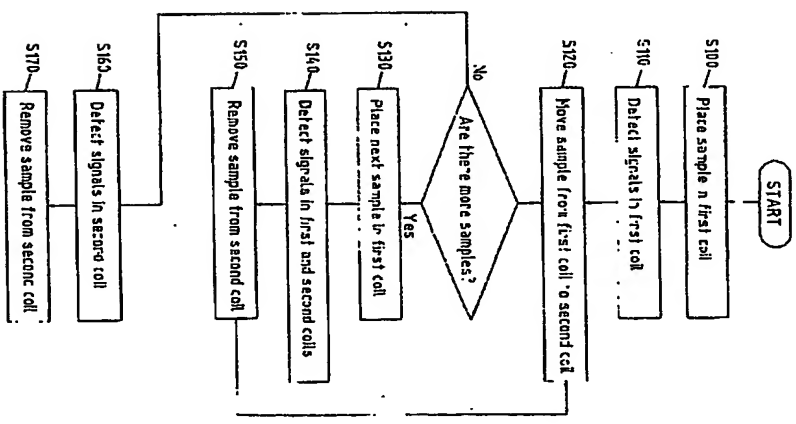 START
S100
Place sample in first coil
S110
Detect signals in first coil
S120
Move sample from first coil to second coil
Are there more samples?
No
Yes
S130
Place next sample in first coil
S140
Detect signals in first and second coils
S150
Remove sample from second coil
S160
Detect signals in second coil
S170
Remove sample from second coil